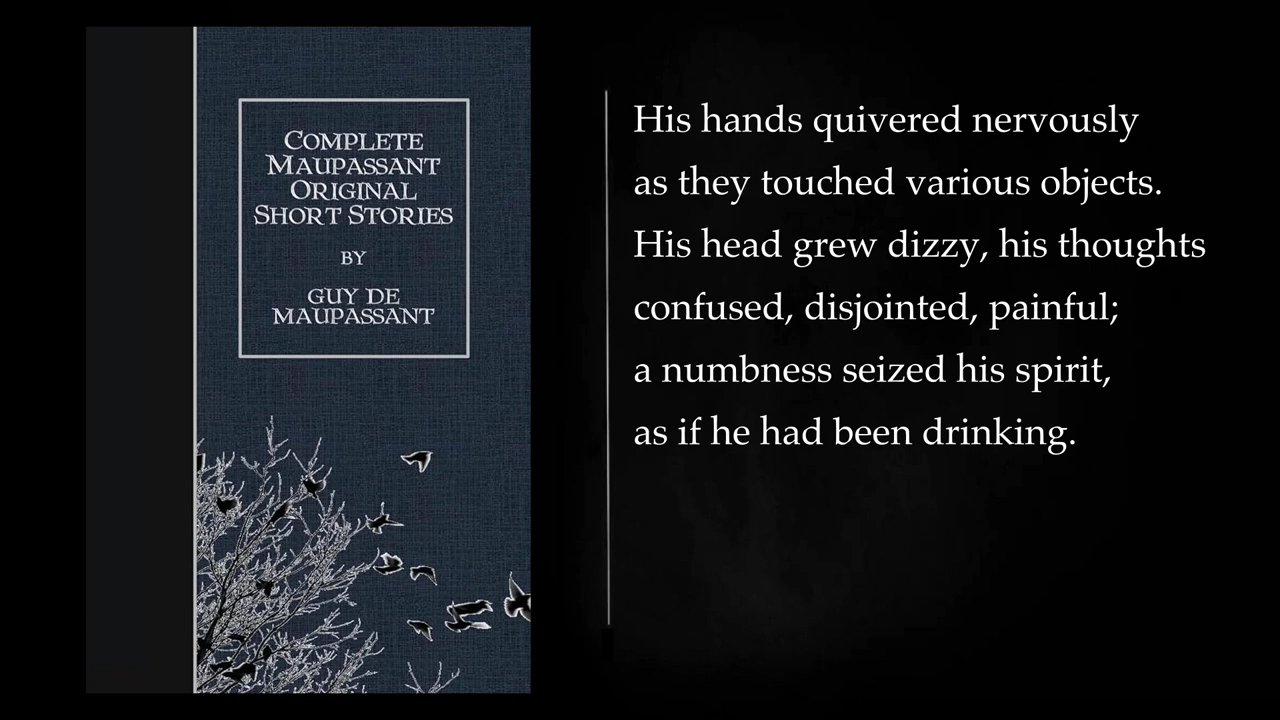 COMPLETE
MAUPASSANT
ORIGINAL
SHORT STORIES
BY
GUY DE
MAUPASSANT
His hands quivered nervously
as they touched various objects.
His head grew dizzy, his thoughts
confused, disjointed, painful;
a numbness seized his spirit,
as if he had been drinking.